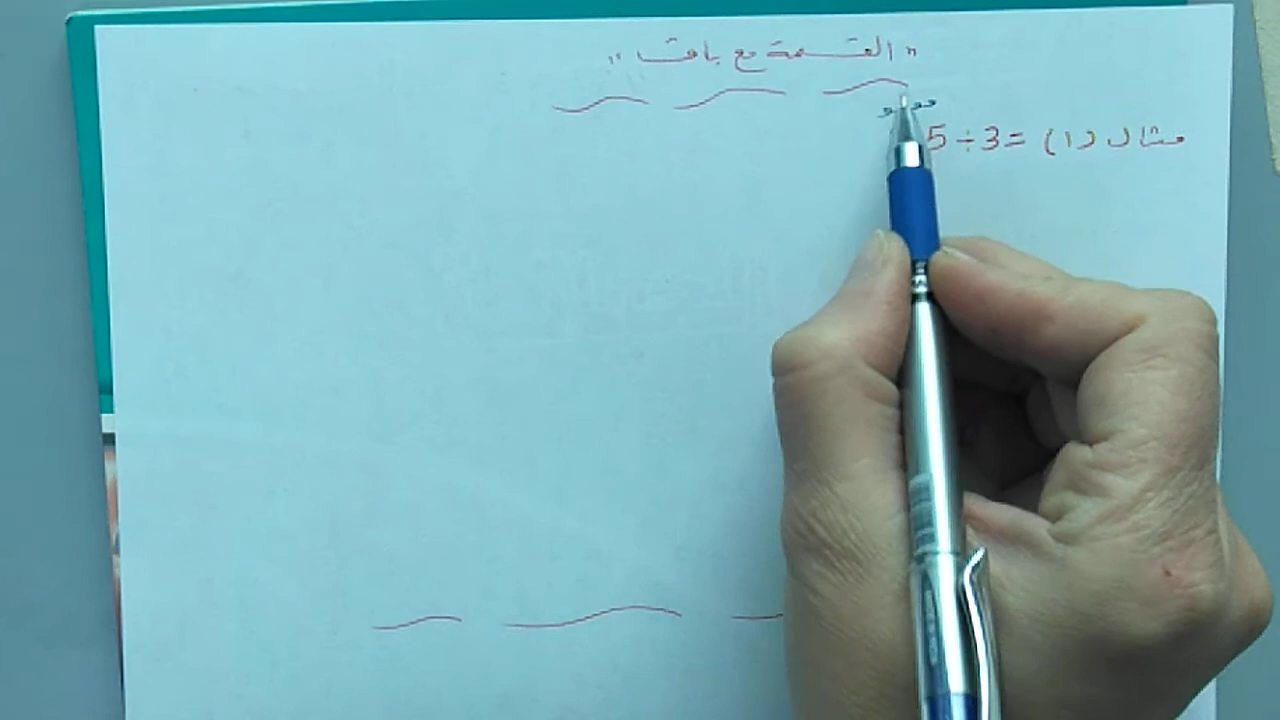 "القسمة مع باقي"
مثال (1) 5÷3=